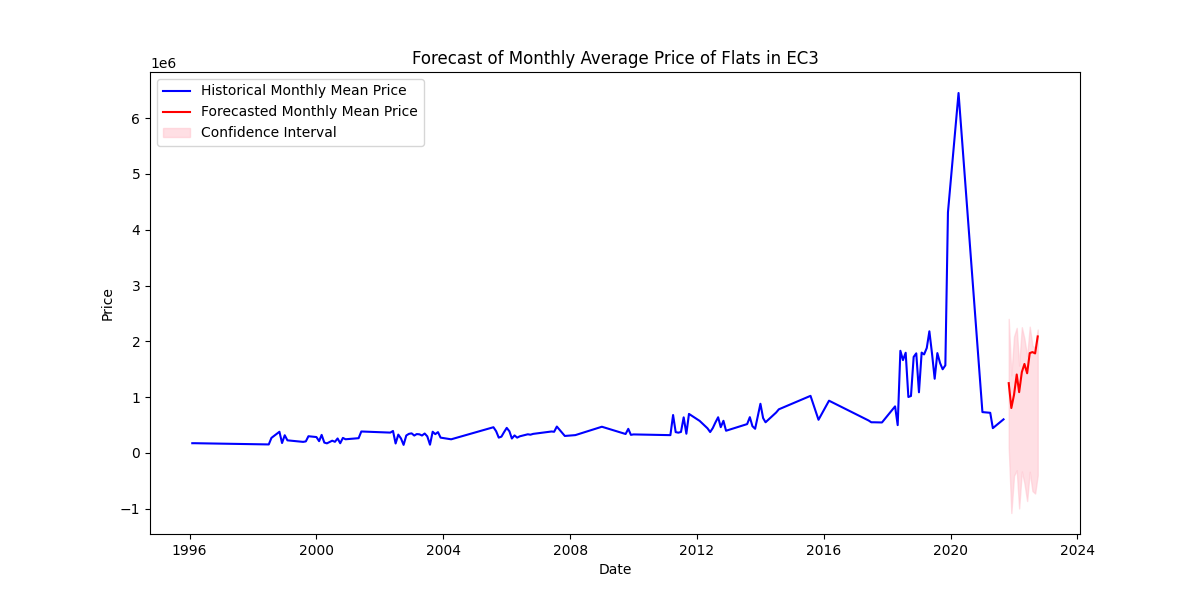 Forecast of Monthly Average Price of Flats in EC3
1e6
Historical Monthly Mean Price
Forecasted Monthly Mean Price
Confidence Interval
6
5
4
3
2
1
0
−1
Price
1996 2000 2004 2008 2012 2016 2020 2024
Date